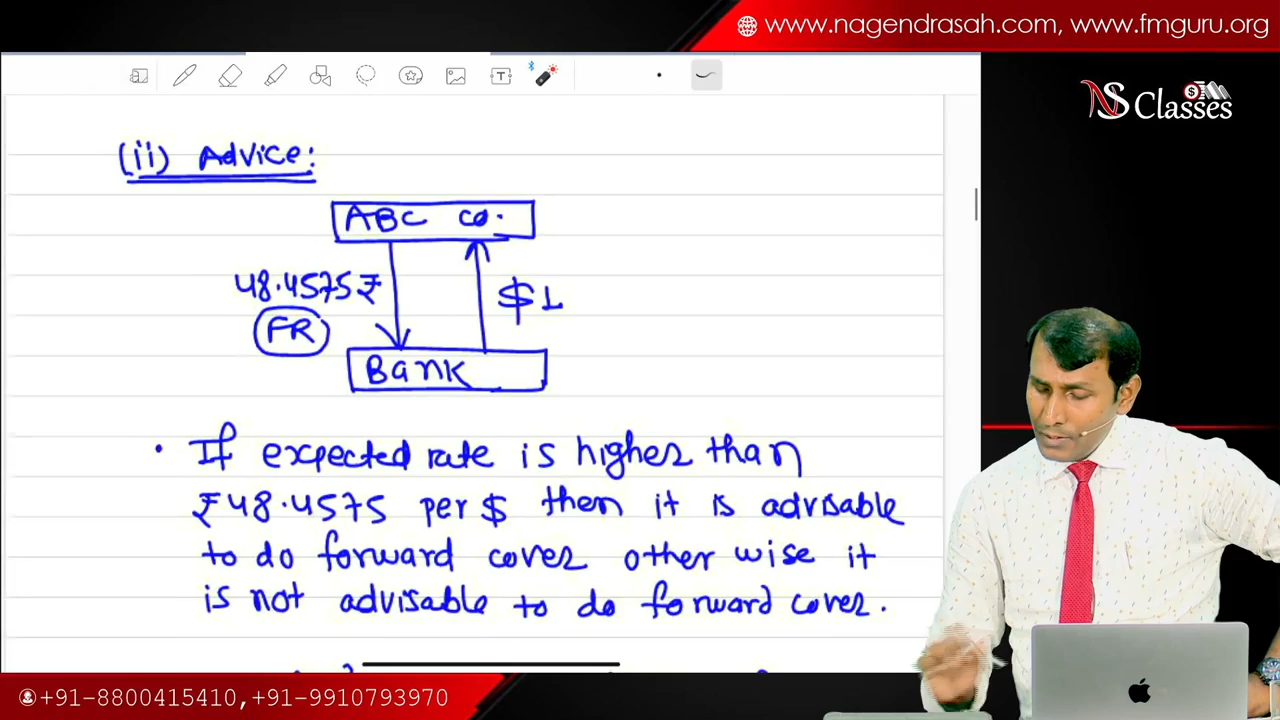 www.nagendrasah.com, www.fmguru.org
NS Classes
(ii) Advice:
ABC co.
48.4575₹
FR
$1
Bank
• If expected rate is higher than
₹48.4575 per $ then it is advisable
to do forward cover other wise it
is not advisable to do forward cover.
+91-8800415410,+91-9910793970